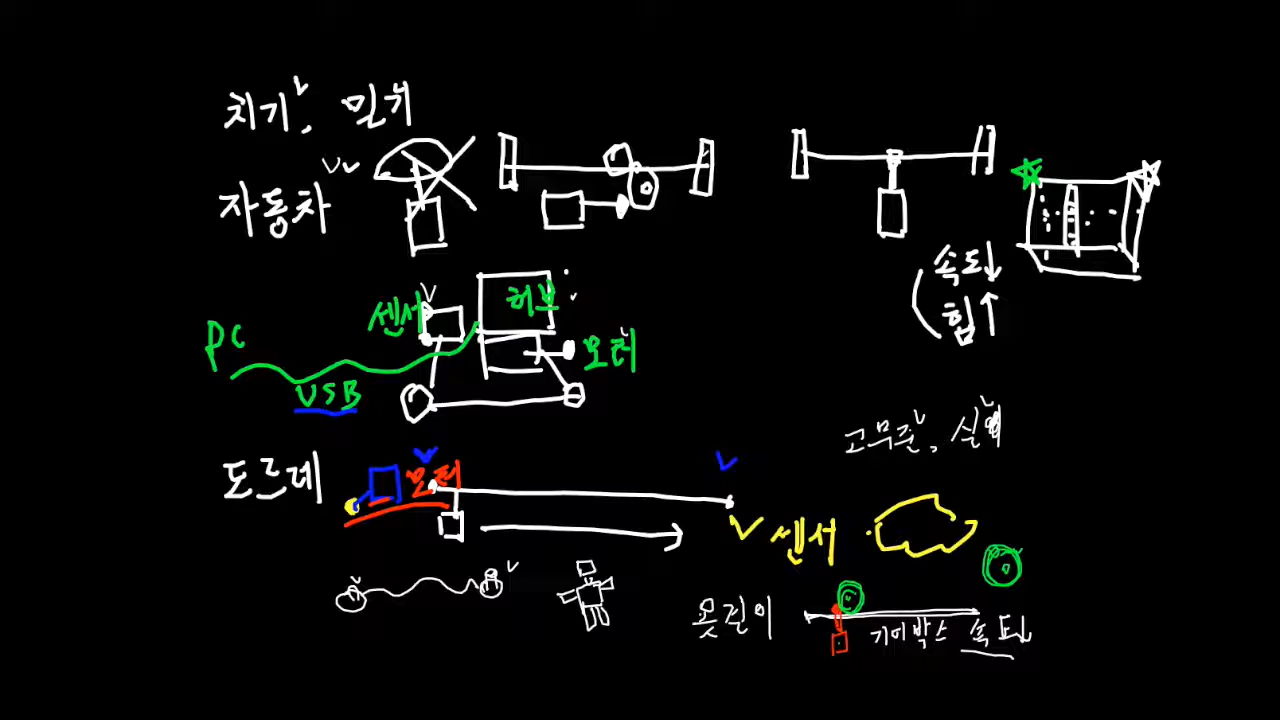 치기, 밀기
자동차
속도↓
힘↑
센서
허브
PC
모터
USB
고무줄, 실
도르레
모터
센서
옷걸이
기어박스 속도↓